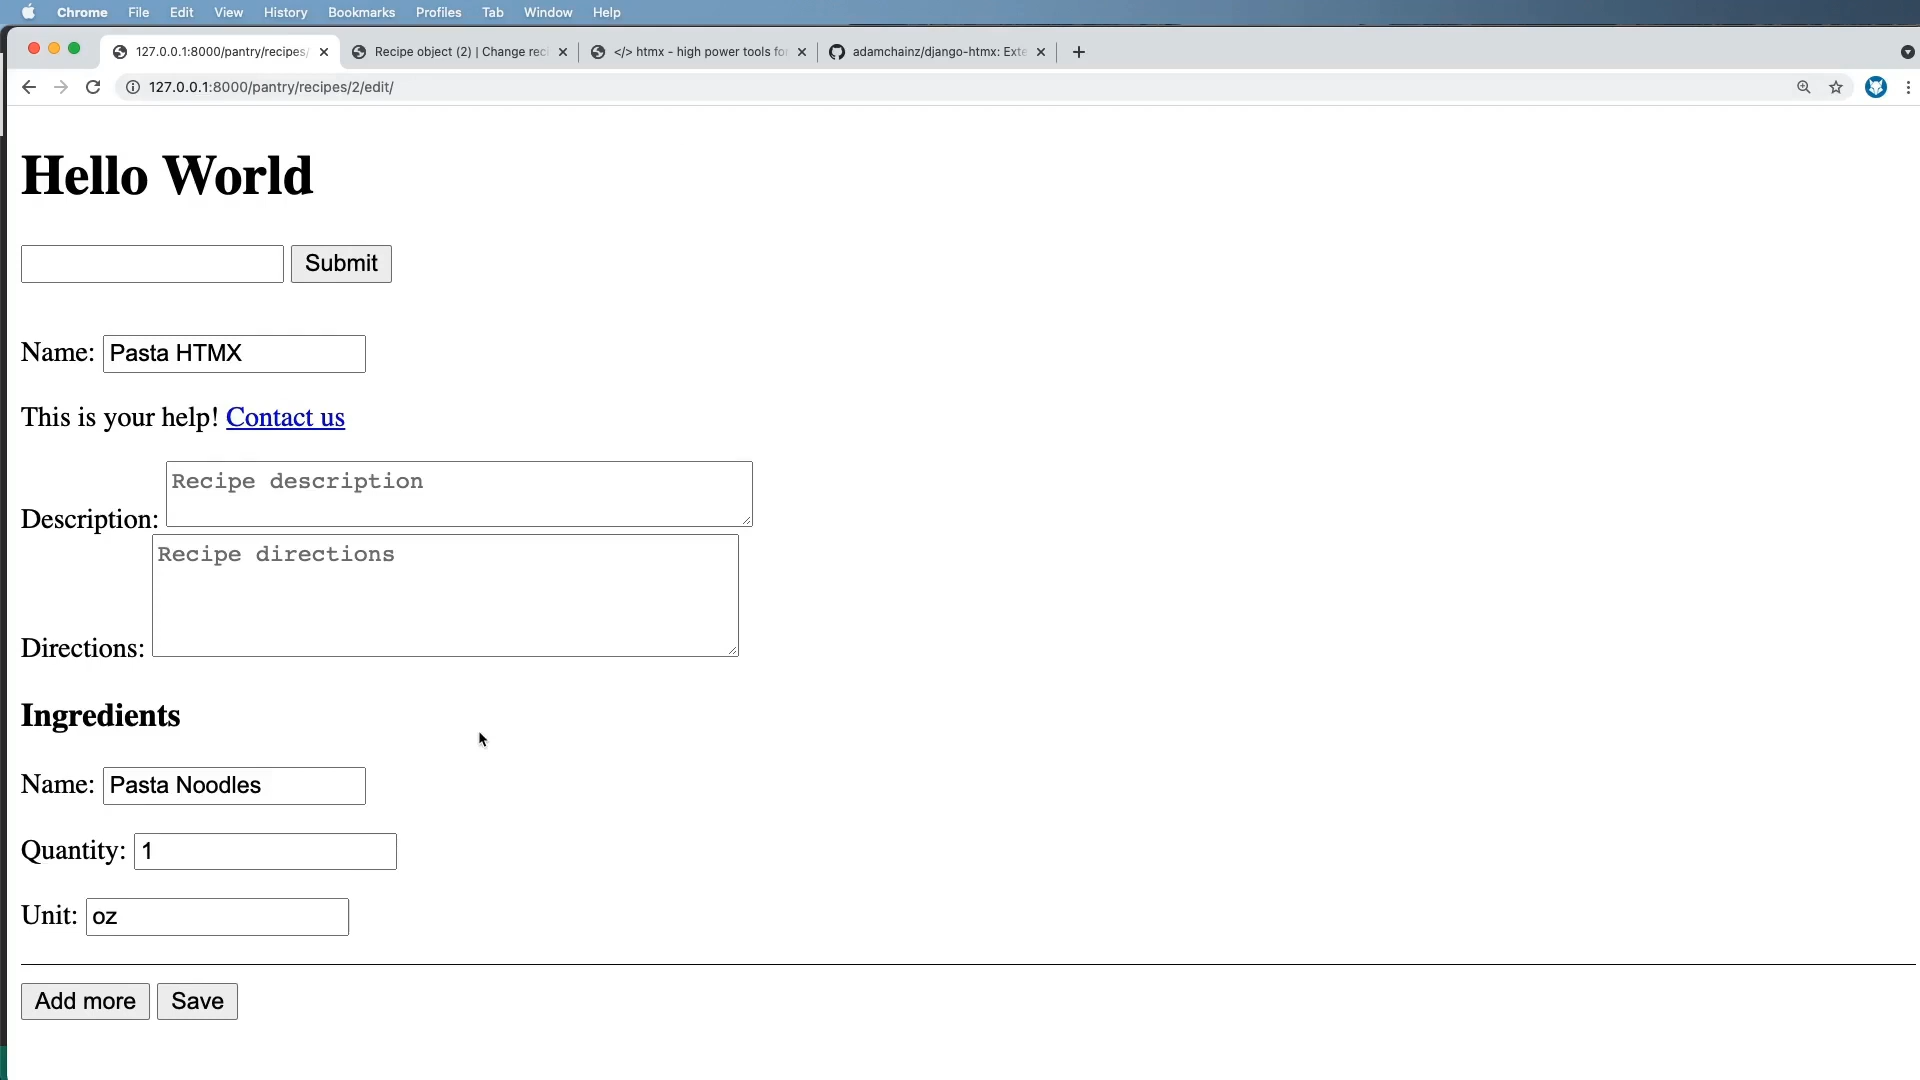 Chrome File Edit View History Bookmarks Profiles Tab Window Help
127.0.0.1:8000/pantry/recipes/ Recipe object (2) | Change reci </> htmx - high power tools for adamchainz/django-htmx: Exte
127.0.0.1:8000/pantry/recipes/2/edit/
Hello World
Submit
Name: Pasta HTMX
This is your help! Contact us
Recipe description
Description:
Recipe directions
Directions:
Ingredients
Name: Pasta Noodles
Quantity: 1
Unit: oz
Add more Save